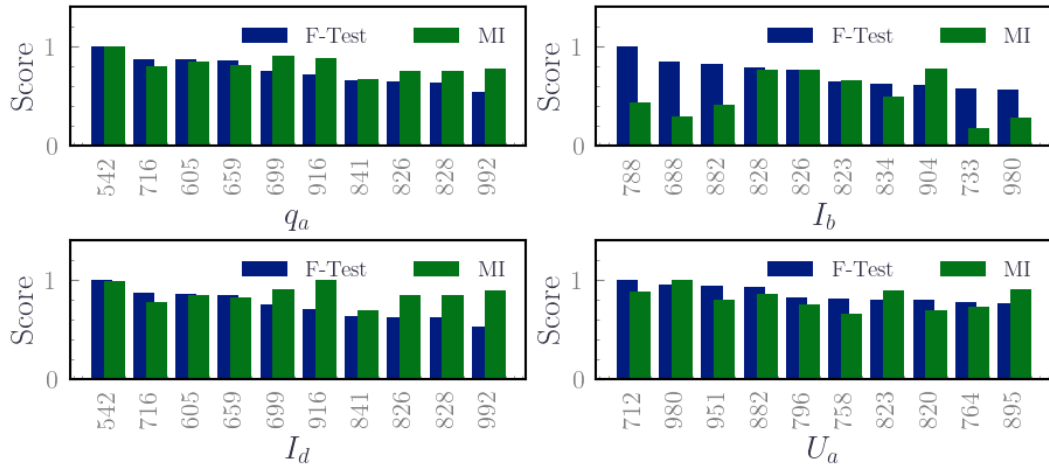 Score
1
0
F-Test MI
542 716 605 659 699 916 841 826 828 992
q_a
Score
1
0
F-Test MI
788 688 882 828 826 823 834 904 733 980
I_b
Score
1
0
F-Test MI
542 716 605 659 699 916 841 826 828 992
I_d
Score
1
0
F-Test MI
712 980 951 882 796 758 823 820 764 895
U_a